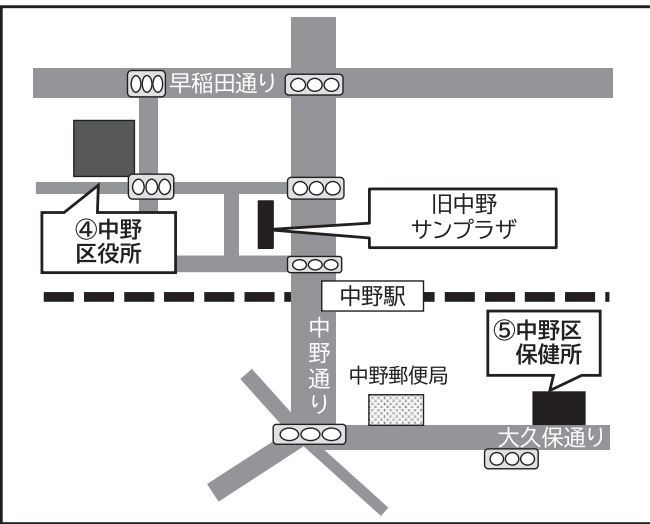 早稲田通り
④中野
区役所
旧中野
サンプラザ
中野駅
中野通り
⑤中野区
保健所
中野郵便局
大久保通り